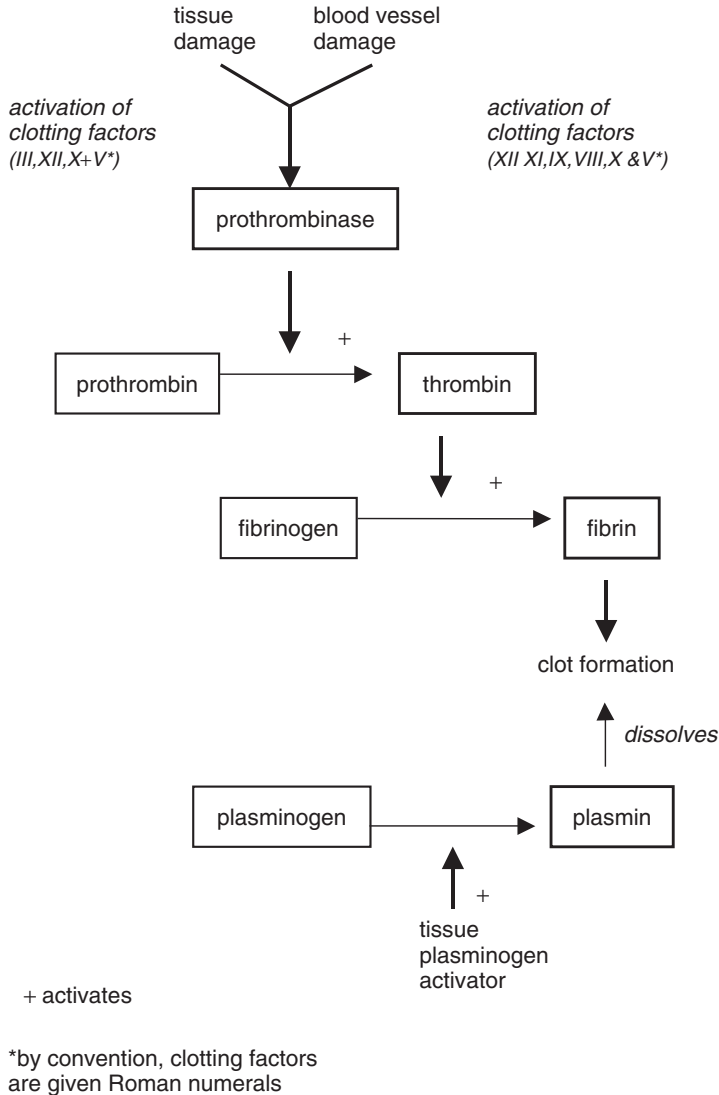 tissue
damage
blood vessel
damage
activation of
clotting factors
(III,XII,X+V*)
activation of
clotting factors
(XII XI,IX,VIII,X &V*)
prothrombinase
+
prothrombin
thrombin
+
fibrinogen
fibrin
clot formation
dissolves
plasminogen
plasmin
+
tissue
plasminogen
activator
+ activates
*by convention, clotting factors
are given Roman numerals